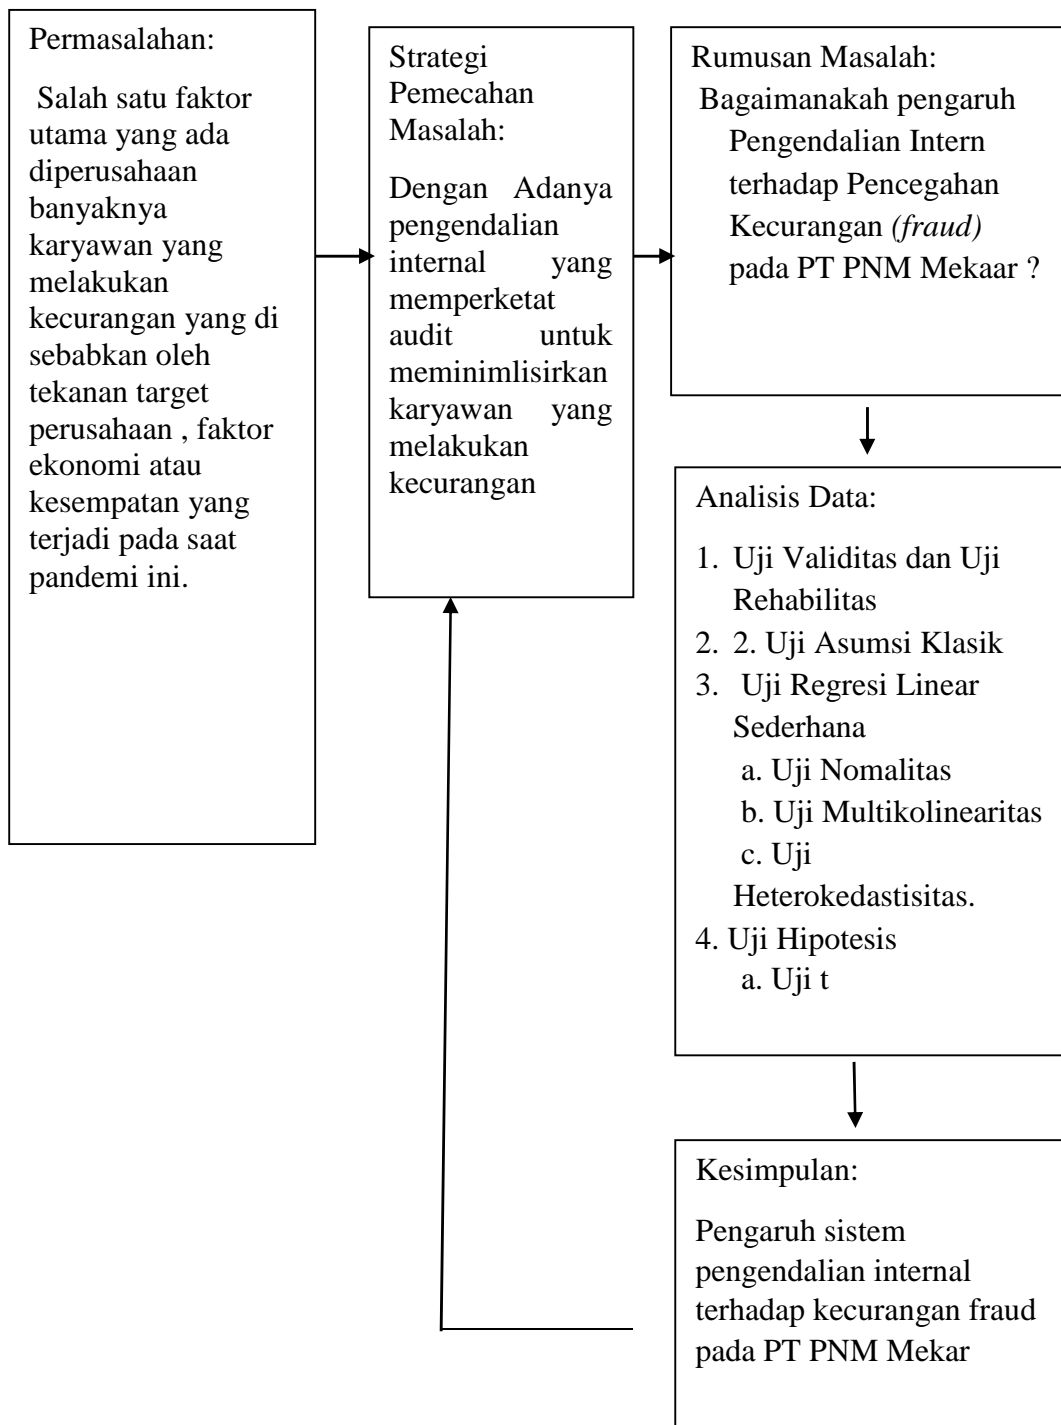 Permasalahan:
Salah satu faktor
utama yang ada
diperusahaan
banyaknya
karyawan yang
melakukan
kecurangan yang di
sebabkan oleh
tekanan target
perusahaan , faktor
ekonomi atau
kesempatan yang
terjadi pada saat
pandemi ini.
Strategi
Pemecahan
Masalah:
Dengan Adanya
pengendalian
internal yang
memperketat
audit untuk
meminimlisirkan
karyawan yang
melakukan
kecurangan
Rumusan Masalah:
Bagaimanakah pengaruh
Pengendalian Intern
terhadap Pencegahan
Kecurangan (fraud)
pada PT PNM Mekaar ?
Analisis Data:
1. Uji Validitas dan Uji
Rehabilitas
2. 2. Uji Asumsi Klasik
3. Uji Regresi Linear
Sederhana
a. Uji Nomalitas
b. Uji Multikolinearitas
c. Uji
Heterokedastisitas.
4. Uji Hipotesis
a. Uji t
Kesimpulan:
Pengaruh sistem
pengendalian internal
terhadap kecurangan fraud
pada PT PNM Mekar